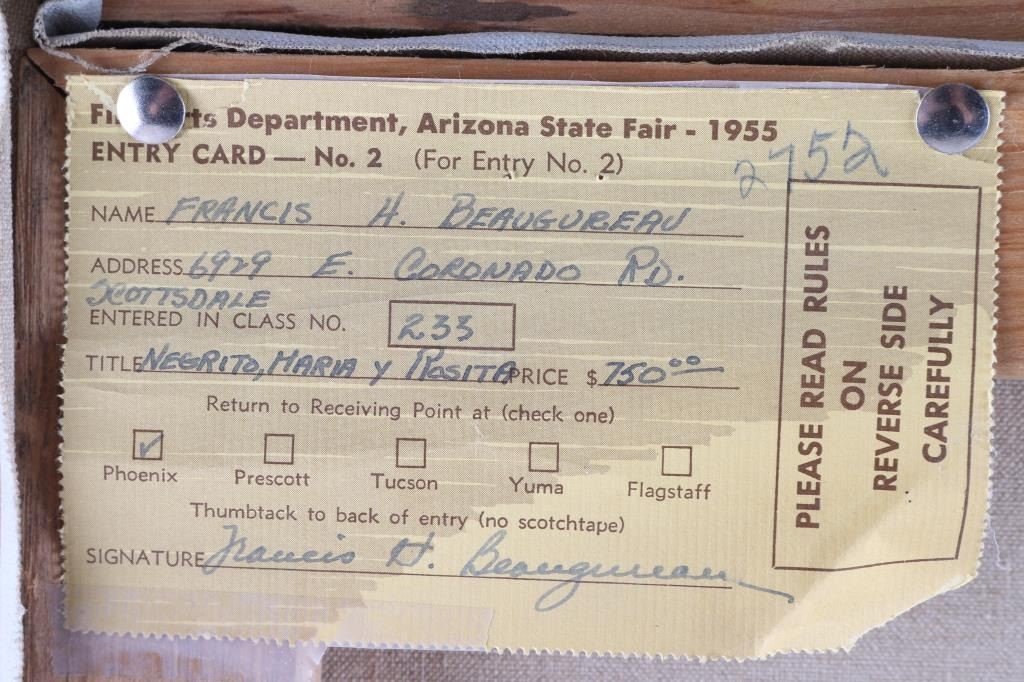 Fi rts Department, Arizona State Fair - 1955
2752
ENTRY CARD — No. 2 (For Entry No. 2)
NAME FRANCIS H. BEAUGUREAU
ADDRESS 6929 E. CORONADO RD.
SCOTTSDALE
ENTERED IN CLASS NO. 233
TITLE NEGRITO, MARIA Y ROSITA PRICE $ 750⁰⁰
Return to Receiving Point at (check one)
Phoenix Prescott Tucson Yuma Flagstaff
Thumbtack to back of entry (no scotchtape)
SIGNATURE Francis H. Beaugureau
PLEASE READ RULES
ON
REVERSE SIDE
CAREFULLY